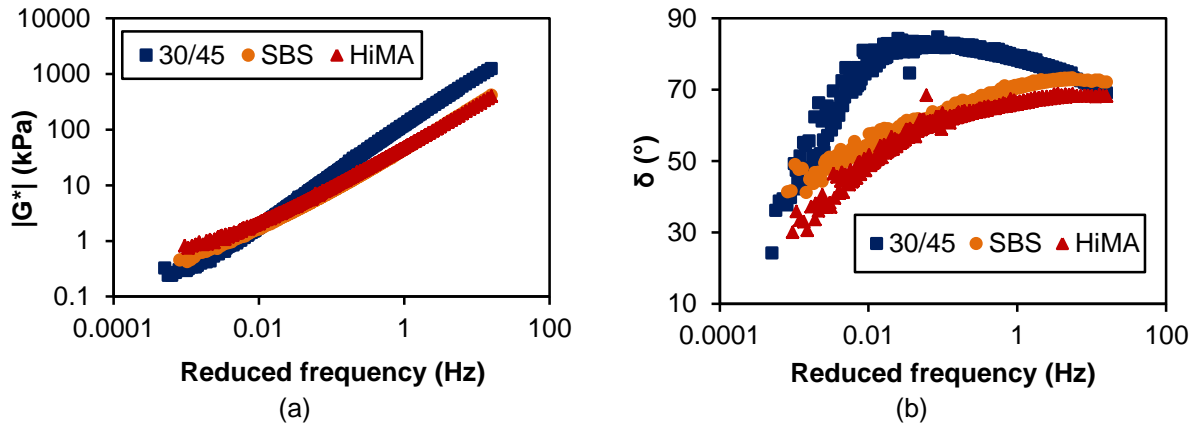 10000
1000
100
10
1
0.1
|G*| (kPa)
30/45 SBS HiMA
0.0001 0.01 1 100
Reduced frequency (Hz)
(a)
90
70
50
30
10
δ (°)
30/45 SBS HiMA
0.0001 0.01 1 100
Reduced frequency (Hz)
(b)